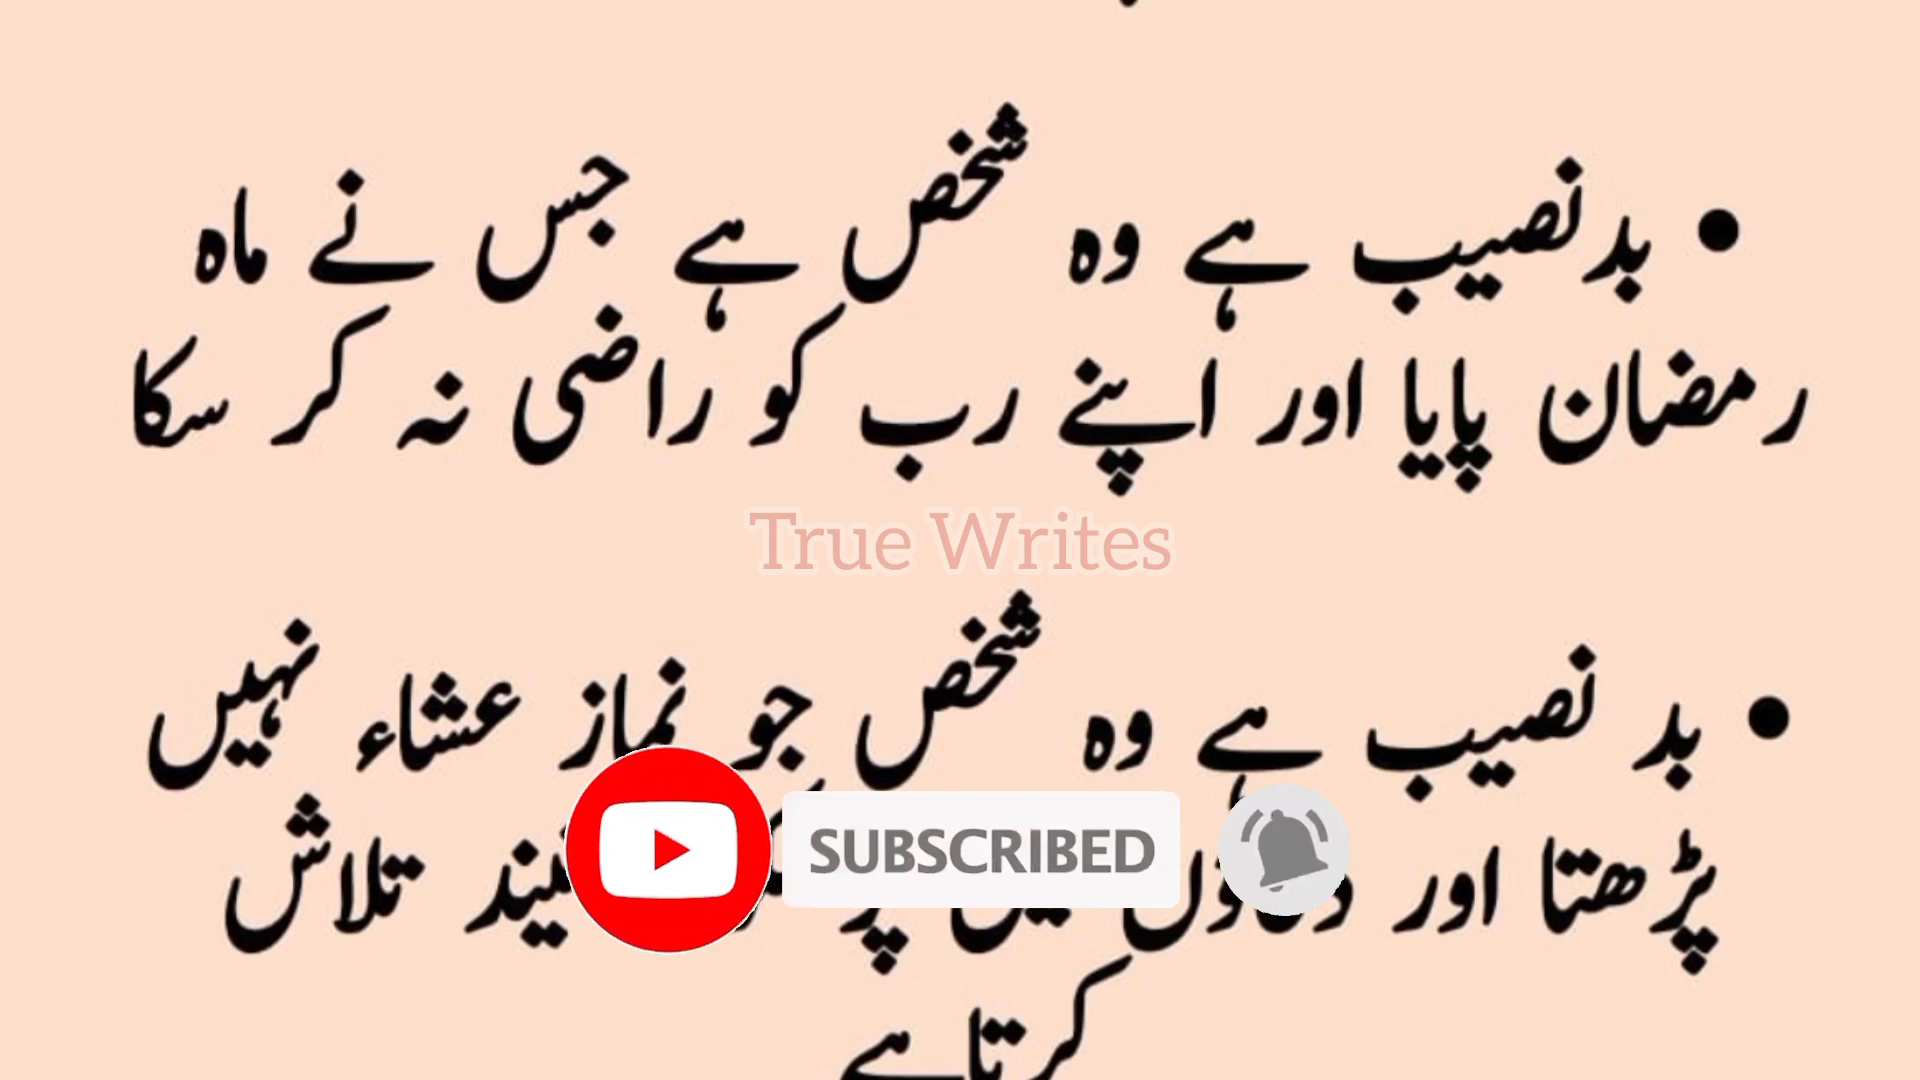 • بدنصیب ہے وہ شخص ہے جس نے ماہ
رمضان پایا اور اپنے رب کو راضی نہ کر سکا
True Writes
• بد نصیب ہے وہ شخص جو نماز عشاء نہیں
پڑھتا اور نیند تلاش
SUBSCRIBED
کرتا ہے